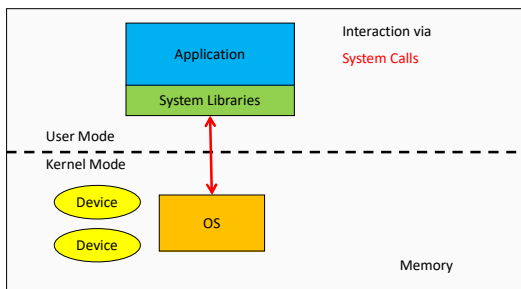 Interaction via
Application
System Calls
System Libraries
User Mode
Kernel Mode
Device
OS
Device
Memory